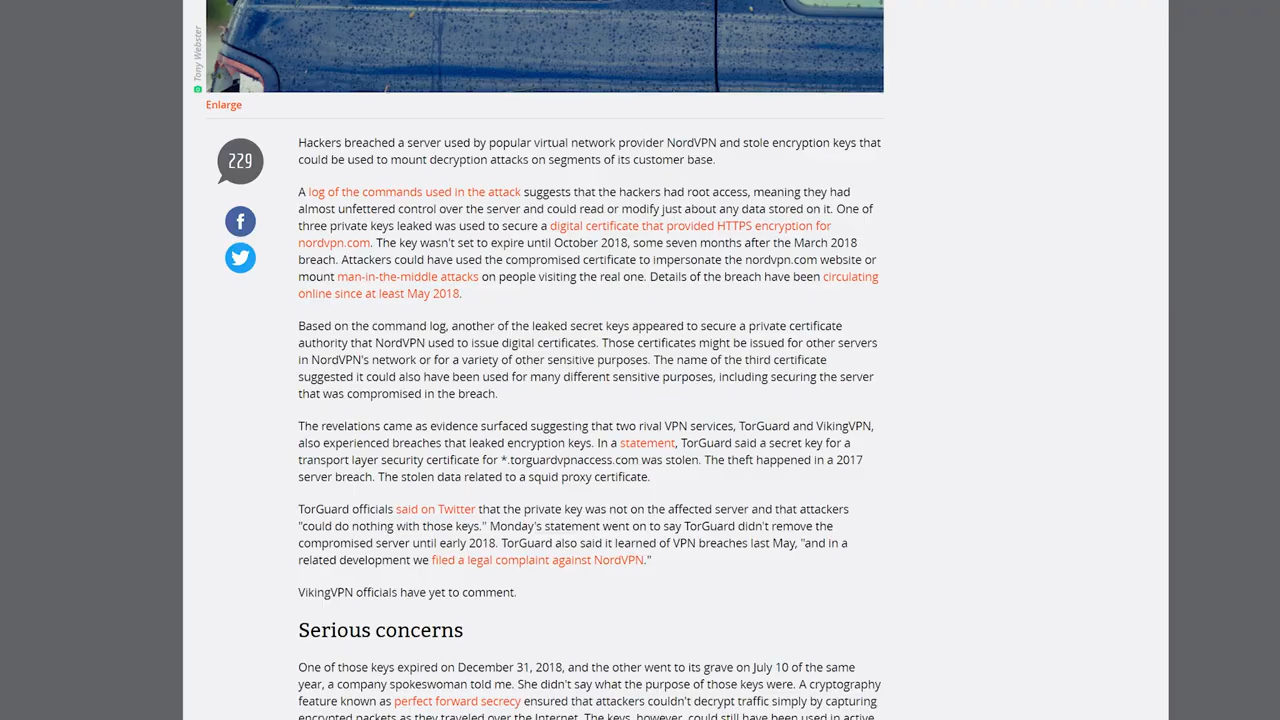 Tony Webster
Enlarge
229
Hackers breached a server used by popular virtual network provider NordVPN and stole encryption keys that
could be used to mount decryption attacks on segments of its customer base.
A log of the commands used in the attack suggests that the hackers had root access, meaning they had
almost unfettered control over the server and could read or modify just about any data stored on it. One of
three private keys leaked was used to secure a digital certificate that provided HTTPS encryption for
nordvpn.com. The key wasn't set to expire until October 2018, some seven months after the March 2018
breach. Attackers could have used the compromised certificate to impersonate the nordvpn.com website or
mount man-in-the-middle attacks on people visiting the real one. Details of the breach have been circulating
online since at least May 2018.
Based on the command log, another of the leaked secret keys appeared to secure a private certificate
authority that NordVPN used to issue digital certificates. Those certificates might be issued for other servers
in NordVPN's network or for a variety of other sensitive purposes. The name of the third certificate
suggested it could also have been used for many different sensitive purposes, including securing the server
that was compromised in the breach.
The revelations came as evidence surfaced suggesting that two rival VPN services, TorGuard and VikingVPN,
also experienced breaches that leaked encryption keys. In a statement, TorGuard said a secret key for a
transport layer security certificate for *.torguardvpnaccess.com was stolen. The theft happened in a 2017
server breach. The stolen data related to a squid proxy certificate.
TorGuard officials said on Twitter that the private key was not on the affected server and that attackers
"could do nothing with those keys." Monday's statement went on to say TorGuard didn't remove the
compromised server until early 2018. TorGuard also said it learned of VPN breaches last May, "and in a
related development we filed a legal complaint against NordVPN."
VikingVPN officials have yet to comment.
Serious concerns
One of those keys expired on December 31, 2018, and the other went to its grave on July 10 of the same
year, a company spokeswoman told me. She didn't say what the purpose of those keys were. A cryptography
feature known as perfect forward secrecy ensured that attackers couldn't decrypt traffic simply by capturing
encrypted packets as they traveled over the Internet. The keys, however, could still have been used in active